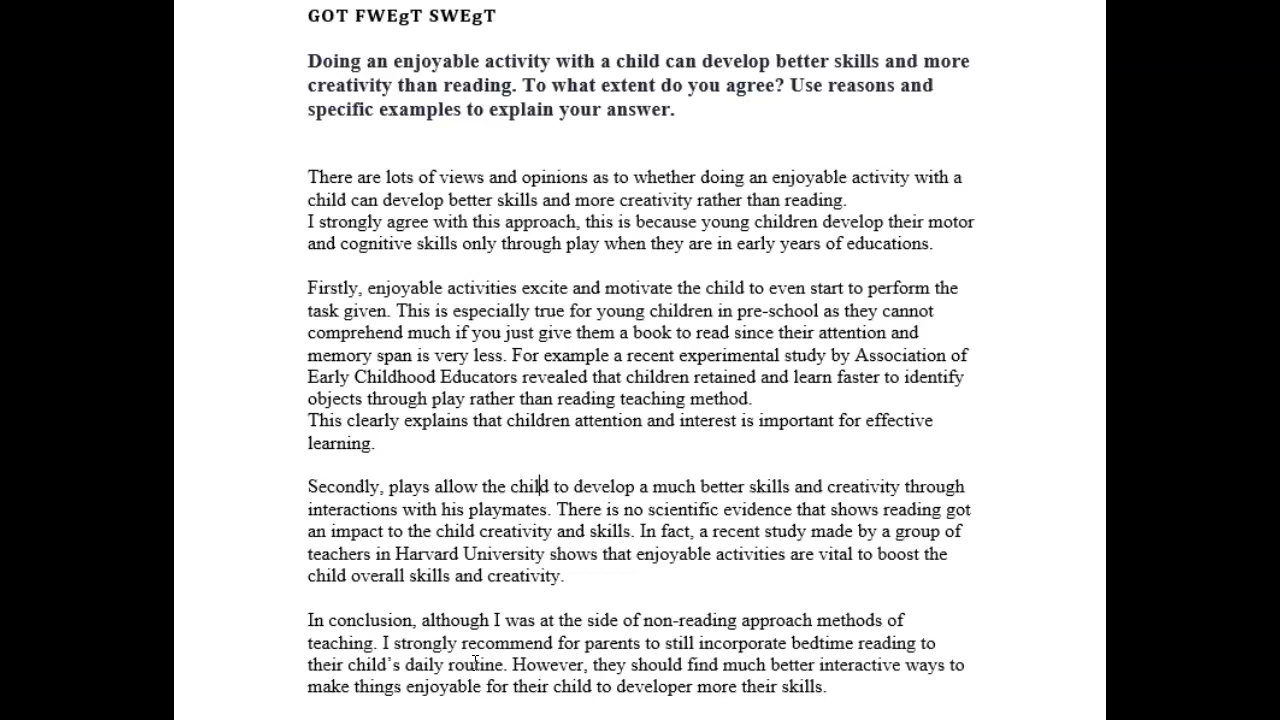 GOT FWEgT SWEgT
Doing an enjoyable activity with a child can develop better skills and more
creativity than reading. To what extent do you agree? Use reasons and
specific examples to explain your answer.
There are lots of views and opinions as to whether doing an enjoyable activity with a
child can develop better skills and more creativity rather than reading.
I strongly agree with this approach, this is because young children develop their motor
and cognitive skills only through play when they are in early years of educations.
Firstly, enjoyable activities excite and motivate the child to even start to perform the
task given. This is especially true for young children in pre-school as they cannot
comprehend much if you just give them a book to read since their attention and
memory span is very less. For example a recent experimental study by Association of
Early Childhood Educators revealed that children retained and learn faster to identify
objects through play rather than reading teaching method.
This clearly explains that children attention and interest is important for effective
learning.
Secondly, plays allow the child to develop a much better skills and creativity through
interactions with his playmates. There is no scientific evidence that shows reading got
an impact to the child creativity and skills. In fact, a recent study made by a group of
teachers in Harvard University shows that enjoyable activities are vital to boost the
child overall skills and creativity.
In conclusion, although I was at the side of non-reading approach methods of
teaching. I strongly recommend for parents to still incorporate bedtime reading to
their child's daily routine. However, they should find much better interactive ways to
make things enjoyable for their child to developer more their skills.